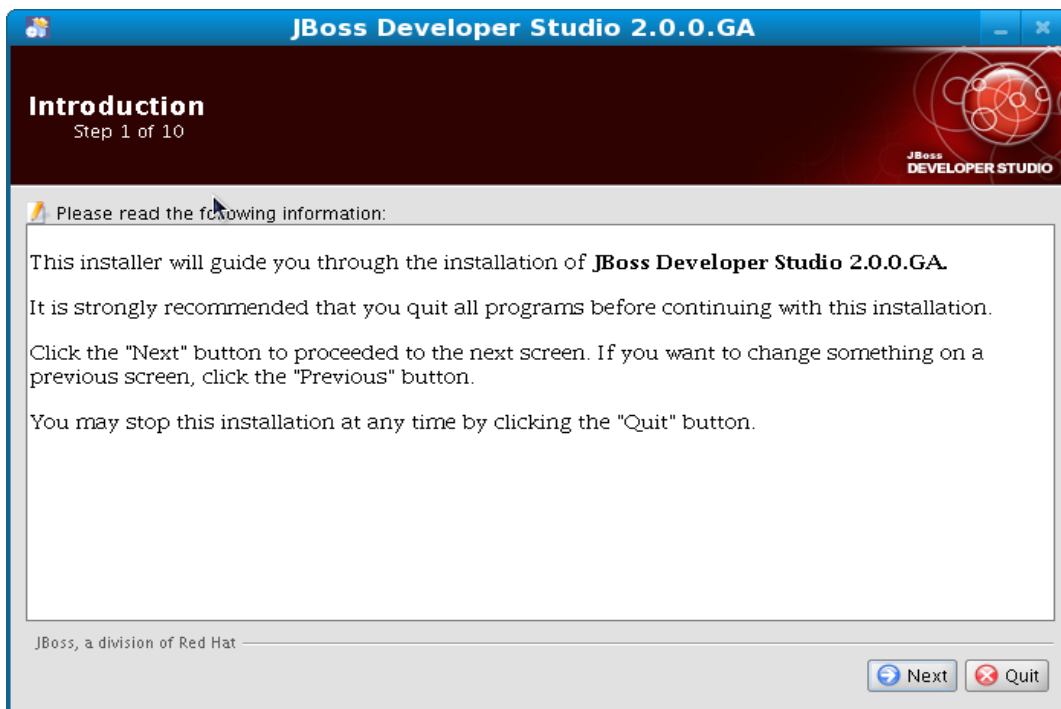 JBoss Developer Studio 2.0.0.GA
Introduction
Step 1 of 10
JBoss
DEVELOPER STUDIO
Please read the following information:
This installer will guide you through the installation of JBoss Developer Studio 2.0.0.GA.
It is strongly recommended that you quit all programs before continuing with this installation.
Click the "Next" button to proceeded to the next screen. If you want to change something on a
previous screen, click the "Previous" button.
You may stop this installation at any time by clicking the "Quit" button.
JBoss, a division of Red Hat
Next
Quit